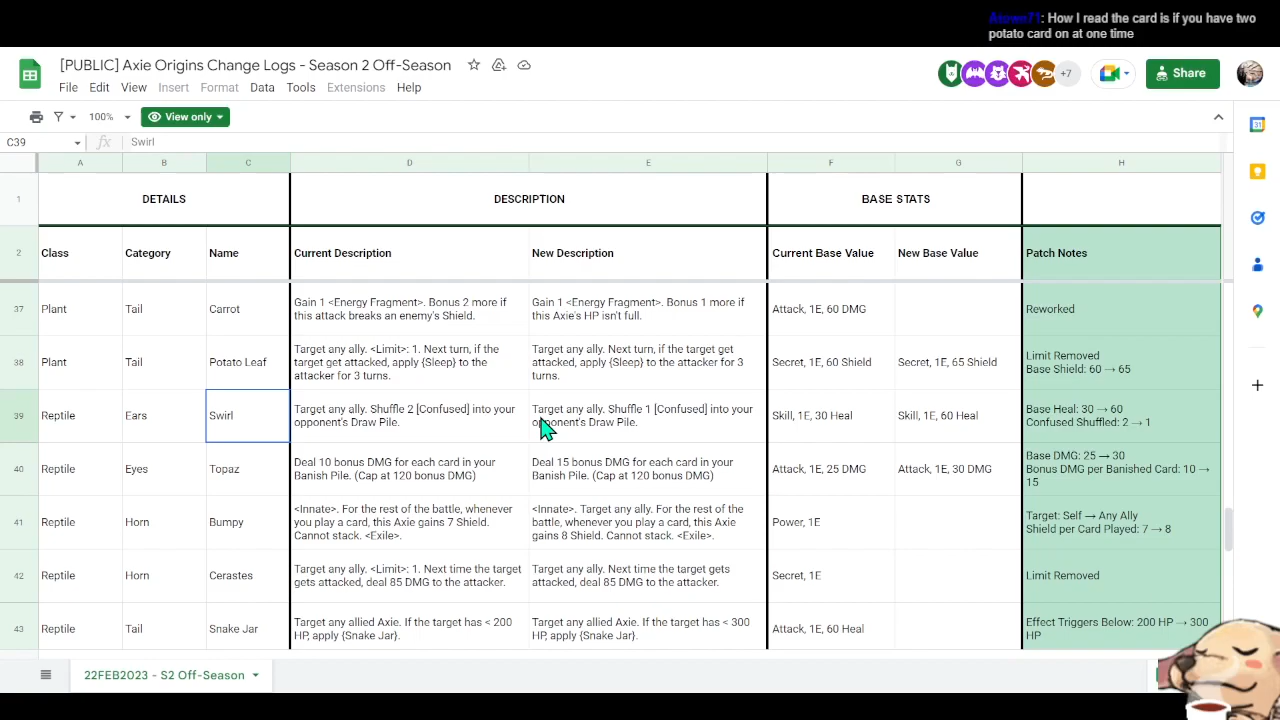 Arowe71: How I read the card is if you have two
potato card on at one time
[PUBLIC] Axie Origins Change Logs - Season 2 Off-Season
+7
Share
File Edit View Insert Format Data Tools Extensions Help
100%
View only
C39
fx
Swirl
31
A B C D E F G H
1
DETAILS
DESCRIPTION
BASE STATS
2
Class
Category
Name
Current Description
New Description
Current Base Value
New Base Value
Patch Notes
37
Plant
Tail
Carrot
Gain 1 <Energy Fragment>. Bonus 2 more if
this attack breaks an enemy's Shield.
Gain 1 <Energy Fragment>. Bonus 1 more if
this Axie's HP isn't full.
Attack, 1E, 60 DMG
Reworked
38
Plant
Tail
Potato Leaf
Target any ally. <Limit>: 1. Next turn, if the
target get attacked, apply {Sleep} to the
attacker for 3 turns.
Target any ally. Next turn, if the target get
attacked, apply {Sleep} to the attacker for 3
turns.
Secret, 1E, 60 Shield
Secret, 1E, 65 Shield
Limit Removed
Base Shield: 60 → 65
39
Reptile
Ears
Swirl
Target any ally. Shuffle 2 [Confused] into your
opponent's Draw Pile.
Target any ally. Shuffle 1 [Confused] into your
opponent's Draw Pile.
Skill, 1E, 30 Heal
Skill, 1E, 60 Heal
Base Heal: 30 → 60
Confused Shuffled: 2 → 1
40
Reptile
Eyes
Topaz
Deal 10 bonus DMG for each card in your
Banish Pile. (Cap at 120 bonus DMG)
Deal 15 bonus DMG for each card in your
Banish Pile. (Cap at 120 bonus DMG)
Attack, 1E, 25 DMG
Attack, 1E, 30 DMG
Base DMG: 25 → 30
Bonus DMG per Banished Card: 10 →
15
41
Reptile
Horn
Bumpy
<Innate>. For the rest of the battle, whenever
you play a card, this Axie gains 7 Shield.
Cannot stack. <Exile>.
<Innate>. Target any ally. For the rest of the
battle, whenever you play a card, this Axie
gains 8 Shield. Cannot stack. <Exile>.
Power, 1E
Target: Self → Any Ally
Shield per Card Played: 7 → 8
42
Reptile
Horn
Cerastes
Target any ally. <Limit>: 1. Next time the target
gets attacked, deal 85 DMG to the attacker.
Target any ally. Next time the target gets
attacked, deal 85 DMG to the attacker.
Secret, 1E
Limit Removed
43
Reptile
Tail
Snake Jar
Target any allied Axie. If the target has < 200
HP, apply {Snake Jar}.
Target any allied Axie. If the target has < 300
HP, apply {Snake Jar}.
Attack, 1E, 60 Heal
Effect Triggers Below: 200 HP → 300
HP
22FEB2023 - S2 Off-Season